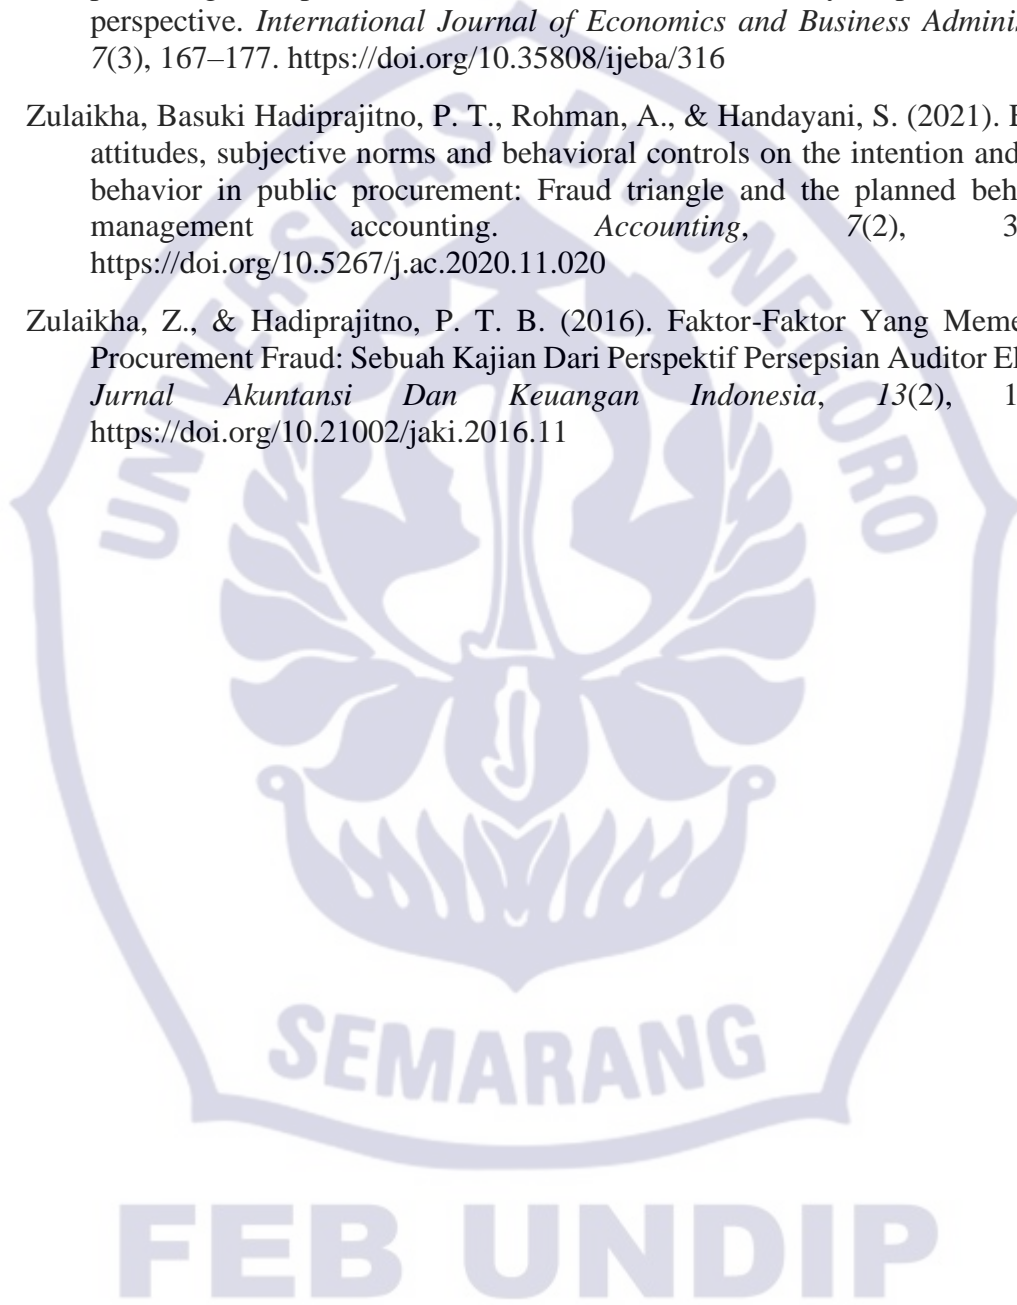 perspective. International Journal of Economics and Business
7(3), 167–177. https://doi.org/10.35808/ijeba/316
Zulaikha, Basuki Hadiprajitno, P. T., Rohman, A., & Handayani, S. (2021).
attitudes, subjective norms and behavioral controls on the intention and
behavior in public procurement: Fraud triangle and the planned
management accounting. Accounting, 7(2), 3
https://doi.org/10.5267/j.ac.2020.11.020
Zulaikha, Z., & Hadiprajitno, P. T. B. (2016). Faktor-Faktor Yang
Procurement Fraud: Sebuah Kajian Dari Perspektif Persepsian Auditor
Jurnal Akuntansi Dan Keuangan Indonesia, 13(2), 1
https://doi.org/10.21002/jaki.2016.11
UNIVERSITAS DIPONEGORO
SEMARANG
FEB UNDIP